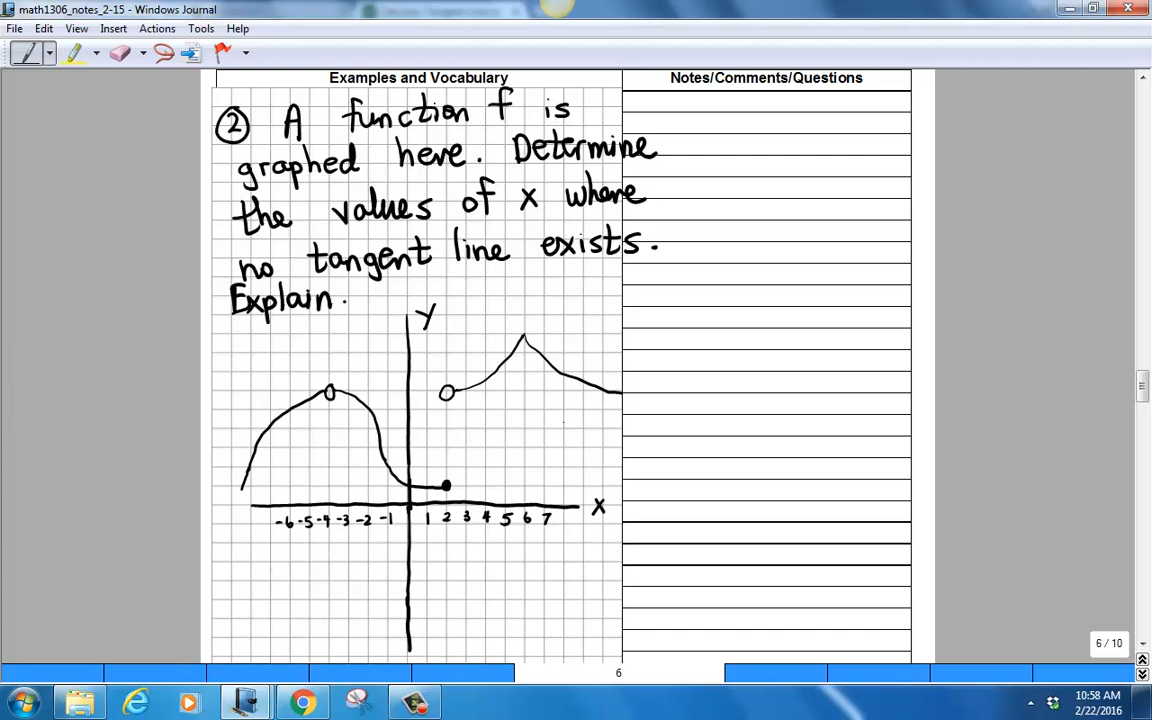 math1306_notes_2-15 - Windows Journal
File Edit View Insert Actions Tools Help
Examples and Vocabulary
Notes/Comments/Questions
② A function f is
graphed here. Determine
the values of x where
no tangent line exists.
Explain.
y
x
-6 -5 -4 -3 -2 -1 1 2 3 4 5 6 7
6 / 10
6
10:58 AM
2/22/2016